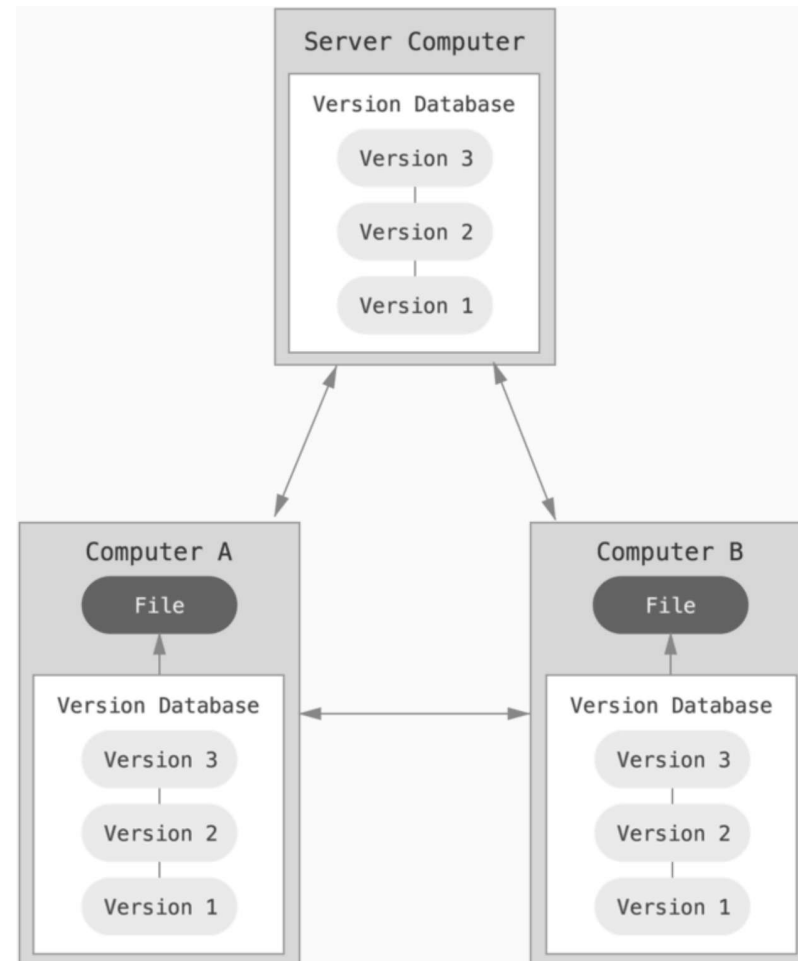 Server Computer
Version Database
Version 3
Version 2
Version 1
Computer A
File
Version Database
Version 3
Version 2
Version 1
Computer B
File
Version Database
Version 3
Version 2
Version 1